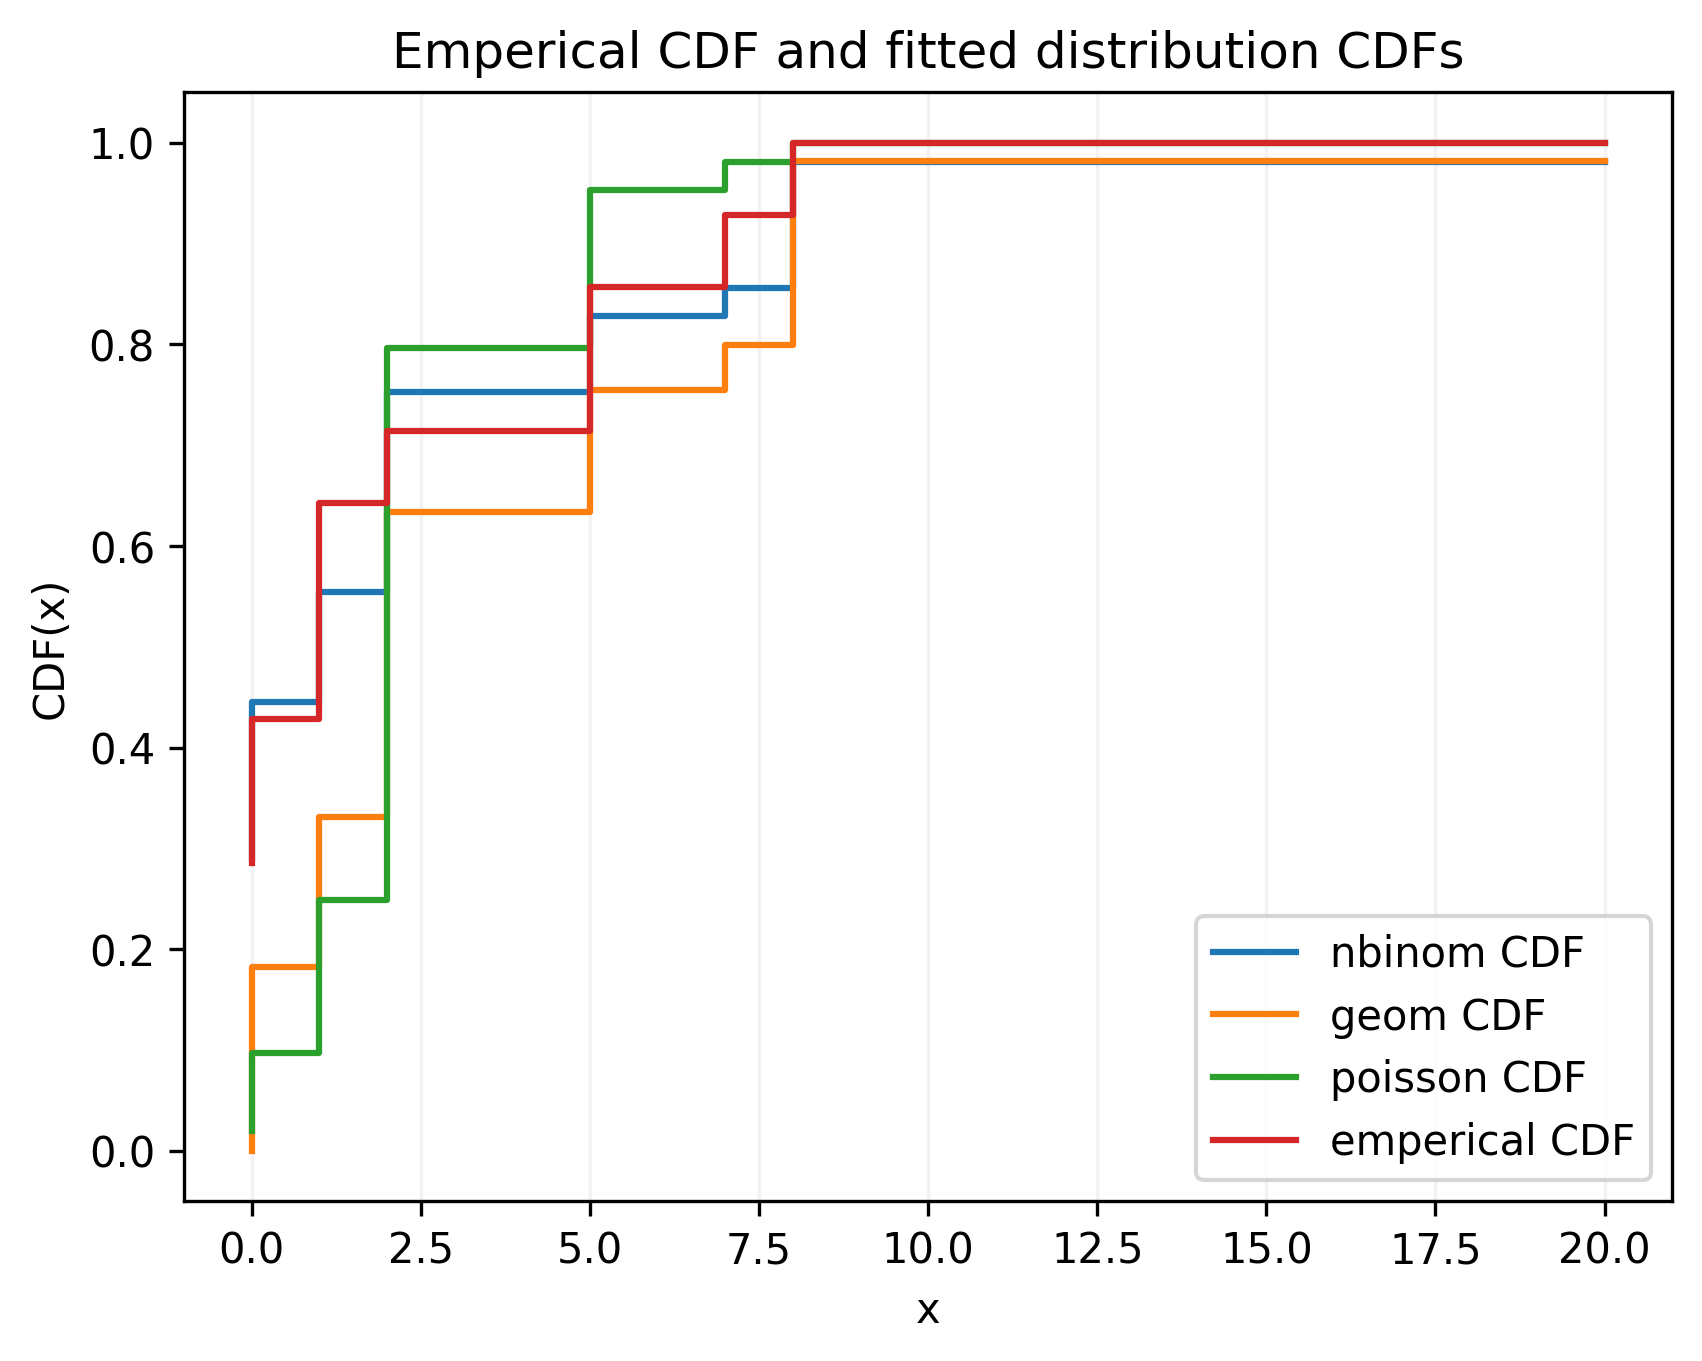 Emperical CDF and fitted distribution CDFs
1.0
0.8
0.6
0.4
0.2
0.0
CDF(x)
0.0 2.5 5.0 7.5 10.0 12.5 15.0 17.5 20.0
x
nbinom CDF
geom CDF
poisson CDF
emperical CDF